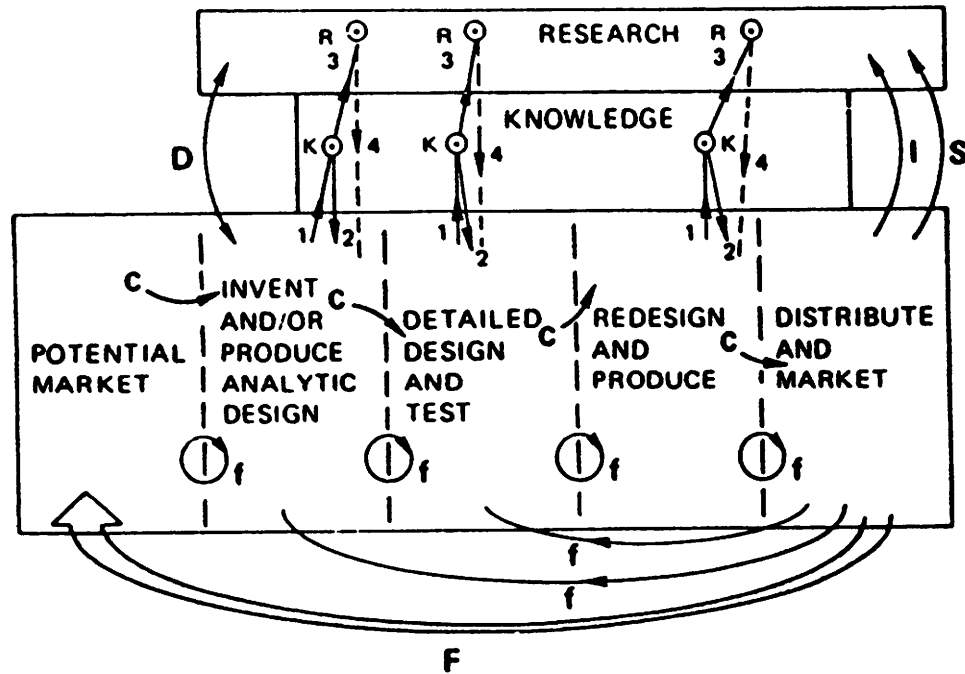 R R RESEARCH R
3 3 3
KNOWLEDGE
D K 4 K 4 K 4 I S
1 2 1 2 1 2
C INVENT C DETAILED C REDESIGN DISTRIBUTE
AND/OR DESIGN AND C AND
POTENTIAL PRODUCE AND PRODUCE MARKET
MARKET ANALYTIC TEST
DESIGN
f f f f
f
f
F